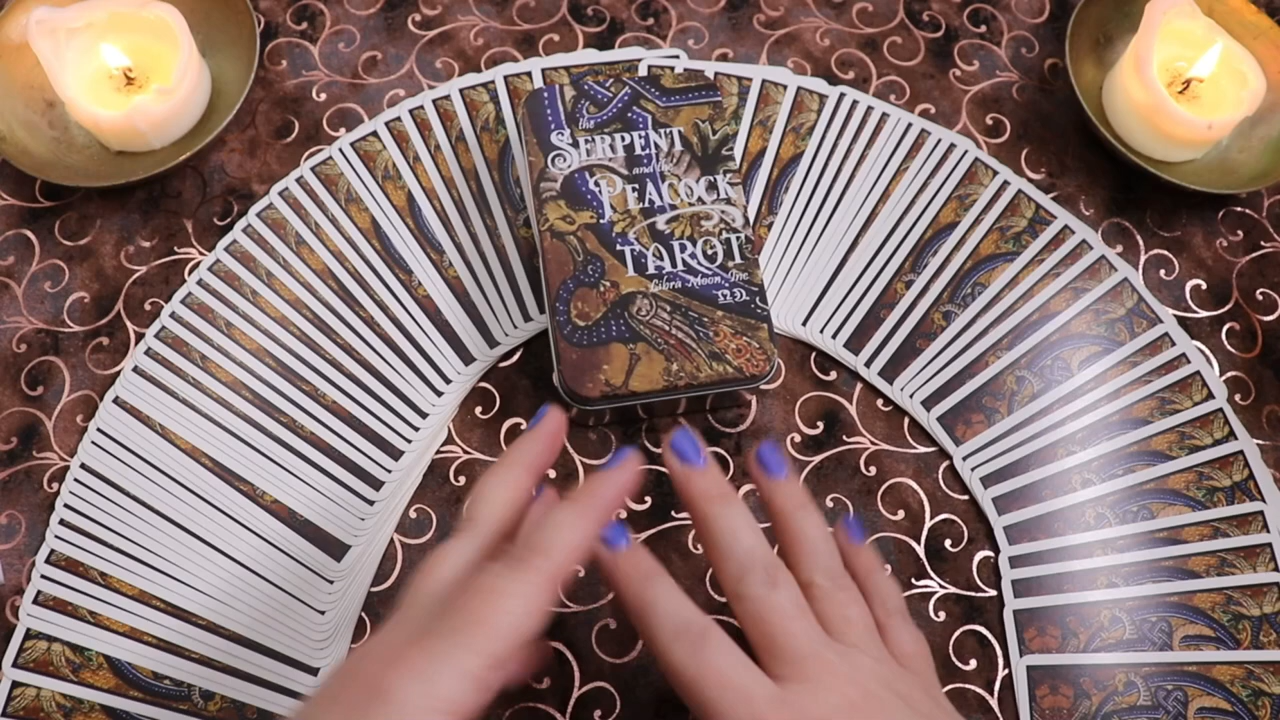 the
SERPENT
and the
PEACOCK
TAROT
Libra Moon, Inc